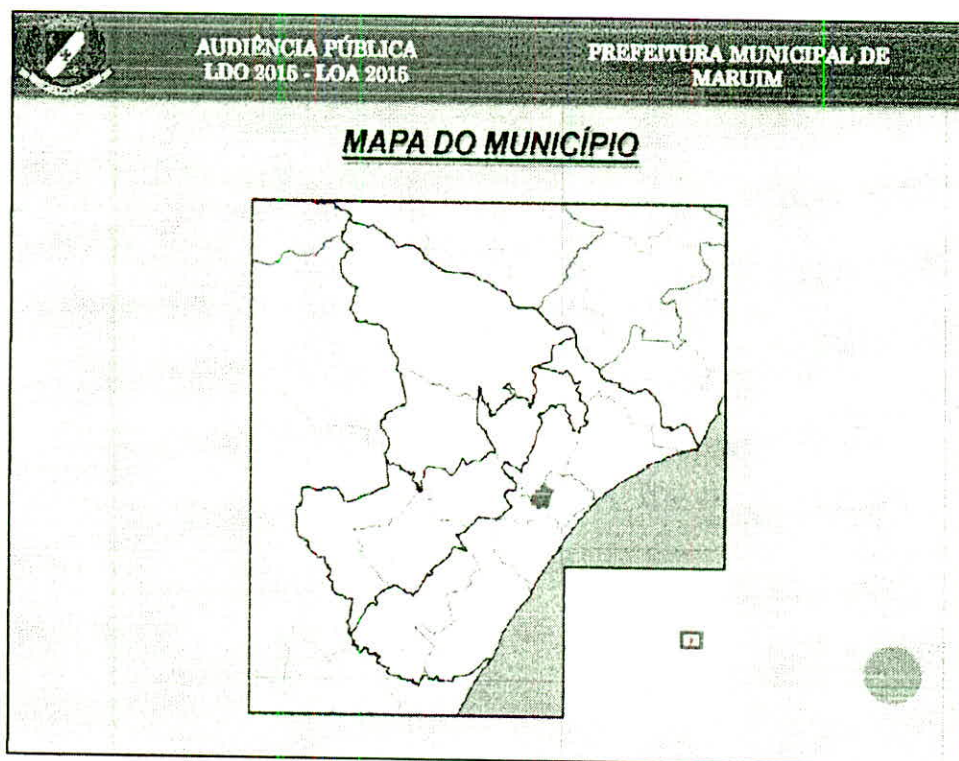 AUDIÊNCIA PÚBLICA
LDO 2015 - LOA 2015
PREFEITURA MUNICIPAL DE
MARUIM
MAPA DO MUNICÍPIO